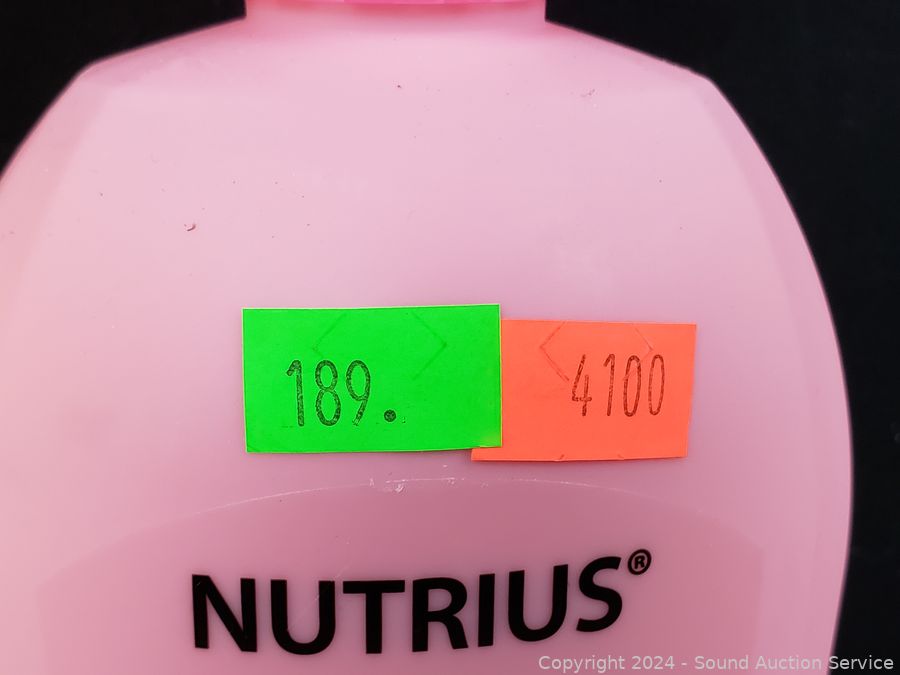 189.
4100
NUTRIUS®
Copyright 2024 - Sound Auction Service